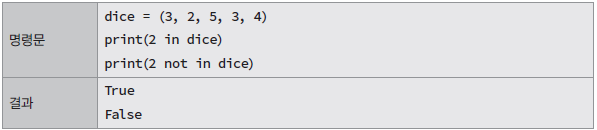 명령문
dice = (3, 2, 5, 3, 4)
print(2 in dice)
print(2 not in dice)
결과
True
False